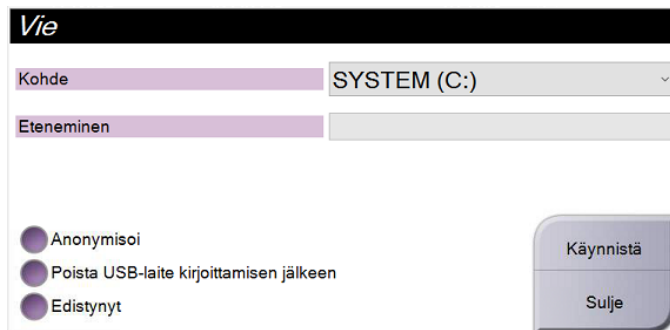 Vie
Kohde
SYSTEM (C:)
Eteneminen
Anonymisoi
Poista USB-laite kirjoittamisen jälkeen
Edistynyt
Käynnistä
Sulje